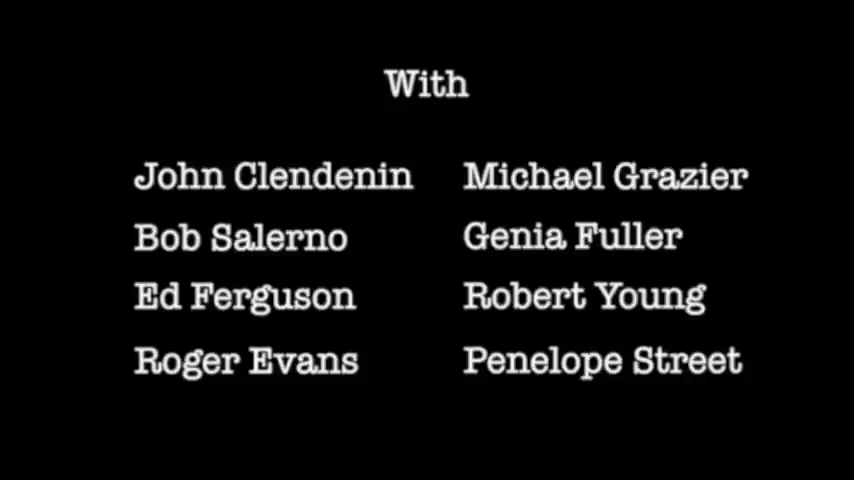 With
John Clendenin Michael Grazier
Bob Salerno Genia Fuller
Ed Ferguson Robert Young
Roger Evans Penelope Street